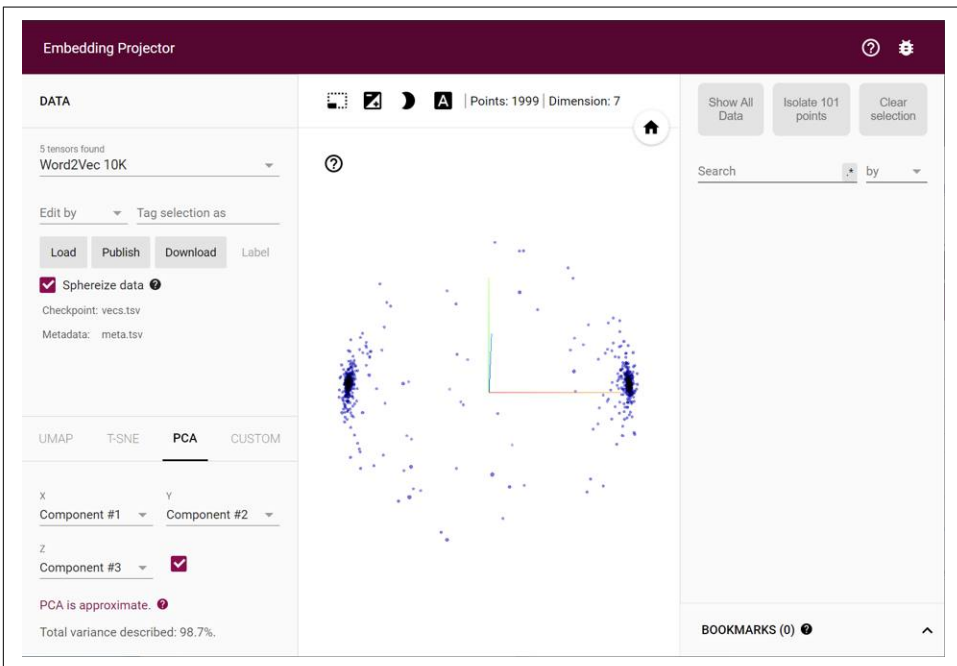 Embedding Projector
DATA
5 tensors found
Word2Vec 10K
Edit by
Tag selection as
Load
Publish
Download
Label
Sphereize data
Checkpoint: vecs.tsv
Metadata: meta.tsv
UMAP
T-SNE
PCA
CUSTOM
X
Y
Component #1
Component #2
Z
Component #3
PCA is approximate.
Total variance described: 98.7%.
A
Points: 1999
Dimension: 7
Show All
Data
Isolate 101
points
Clear
selection
Search
.*
by
BOOKMARKS (0)